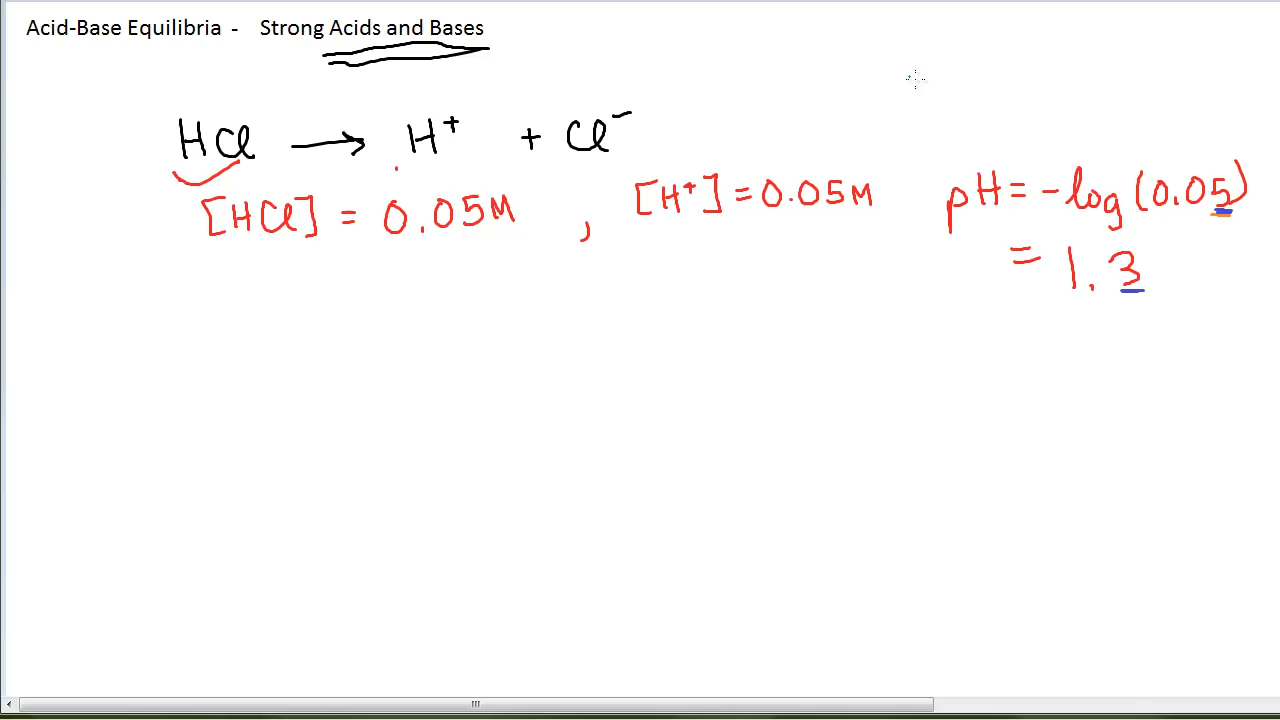 Acid-Base Equilibria - Strong Acids and Bases
HCl → H⁺ + Cl⁻
[HCl] = 0.05M , [H⁺] = 0.05M pH = -log(0.05)
= 1.3